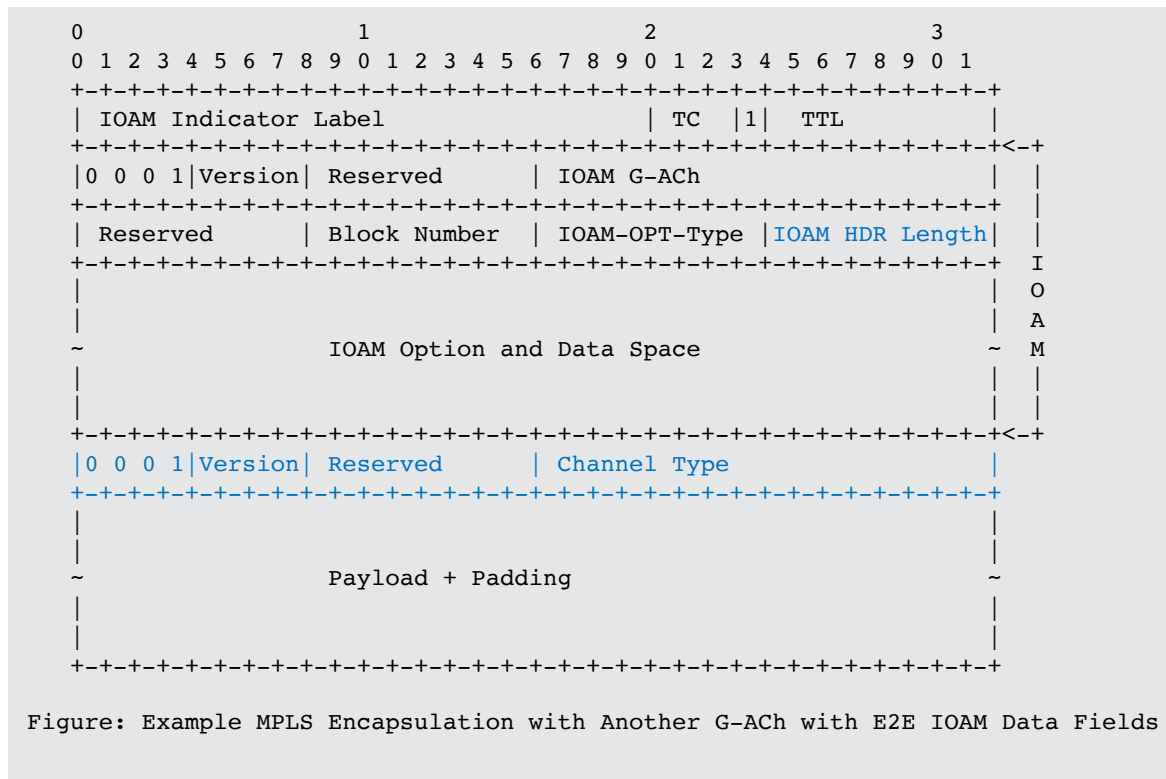 0                   1                   2                   3
0 1 2 3 4 5 6 7 8 9 0 1 2 3 4 5 6 7 8 9 0 1 2 3 4 5 6 7 8 9 0 1
+-+-+-+-+-+-+-+-+-+-+-+-+-+-+-+-+-+-+-+-+-+-+-+-+-+-+-+-+-+-+-+-+
| IOAM Indicator Label                  | TC  |1|  TTL          |
+-+-+-+-+-+-+-+-+-+-+-+-+-+-+-+-+-+-+-+-+-+-+-+-+-+-+-+-+-+-+-+-+<-+
|0 0 0 1|Version| Reserved      | IOAM G-ACh                    |  |
+-+-+-+-+-+-+-+-+-+-+-+-+-+-+-+-+-+-+-+-+-+-+-+-+-+-+-+-+-+-+-+-+  |
| Reserved      | Block Number  | IOAM-OPT-Type |IOAM HDR Length|  |
+-+-+-+-+-+-+-+-+-+-+-+-+-+-+-+-+-+-+-+-+-+-+-+-+-+-+-+-+-+-+-+-+  I
|                                                               |  O
|                                                               |  A
~                 IOAM Option and Data Space                    ~  M
|                                                               |  |
|                                                               |  |
+-+-+-+-+-+-+-+-+-+-+-+-+-+-+-+-+-+-+-+-+-+-+-+-+-+-+-+-+-+-+-+-+<-+
|0 0 0 1|Version| Reserved      | Channel Type                  |
+-+-+-+-+-+-+-+-+-+-+-+-+-+-+-+-+-+-+-+-+-+-+-+-+-+-+-+-+-+-+-+-+
|                                                               |
|                                                               |
~                 Payload + Padding                             ~
|                                                               |
|                                                               |
+-+-+-+-+-+-+-+-+-+-+-+-+-+-+-+-+-+-+-+-+-+-+-+-+-+-+-+-+-+-+-+-+
Figure: Example MPLS Encapsulation with Another G-ACh with E2E IOAM Data Fields